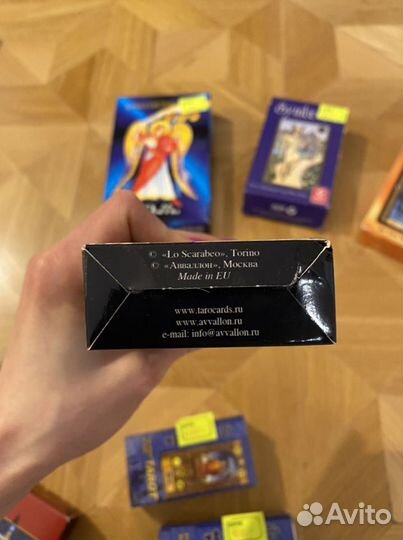 © «Lo Scarabeo», Torino
© «Аввалон», Москва
Made in EU
www.tarocards.ru
www.avvallon.ru
e-mail: info@avvallon.ru
TAROT
Avito